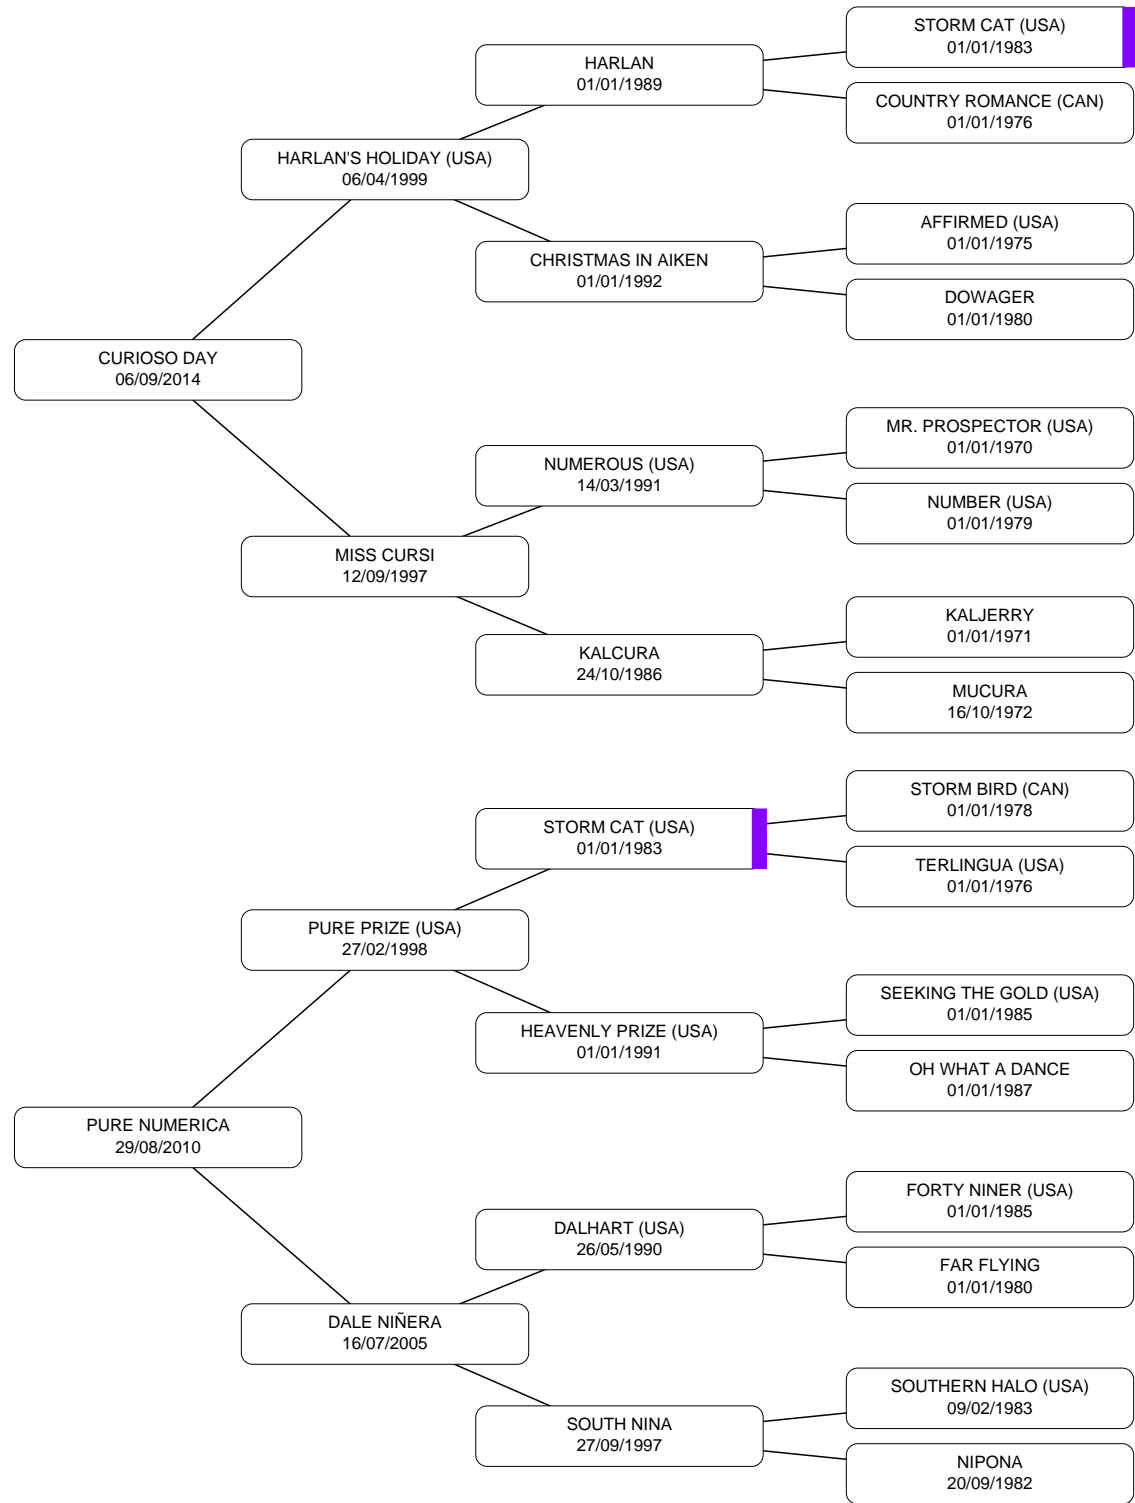 STORM CAT (USA)
01/01/1983
HARLAN
01/01/1989
COUNTRY ROMANCE (CAN)
01/01/1976
HARLAN'S HOLIDAY (USA)
06/04/1999
AFFIRMED (USA)
01/01/1975
CHRISTMAS IN AIKEN
01/01/1992
DOWAGER
01/01/1980
CURIOSO DAY
06/09/2014
MR. PROSPECTOR (USA)
01/01/1970
NUMEROUS (USA)
14/03/1991
NUMBER (USA)
01/01/1979
MISS CURSI
12/09/1997
KALJERRY
01/01/1971
KALCURA
24/10/1986
MUCURA
16/10/1972
STORM BIRD (CAN)
01/01/1978
STORM CAT (USA)
01/01/1983
TERLINGUA (USA)
01/01/1976
PURE PRIZE (USA)
27/02/1998
SEEKING THE GOLD (USA)
01/01/1985
HEAVENLY PRIZE (USA)
01/01/1991
OH WHAT A DANCE
01/01/1987
PURE NUMERICA
29/08/2010
FORTY NINER (USA)
01/01/1985
DALHART (USA)
26/05/1990
FAR FLYING
01/01/1980
DALE NIÑERA
16/07/2005
SOUTHERN HALO (USA)
09/02/1983
SOUTH NINA
27/09/1997
NIPONA
20/09/1982